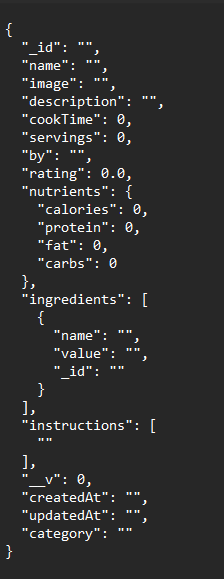 {
  "_id": "",
  "name": "",
  "image": "",
  "description": "",
  "cookTime": 0,
  "servings": 0,
  "by": "",
  "rating": 0.0,
  "nutrients": {
    "calories": 0,
    "protein": 0,
    "fat": 0,
    "carbs": 0
  },
  "ingredients": [
    {
      "name": "",
      "value": "",
      "_id": ""
    }
  ],
  "instructions": [
    ""
  ],
  "__v": 0,
  "createdAt": "",
  "updatedAt": "",
  "category": ""
}